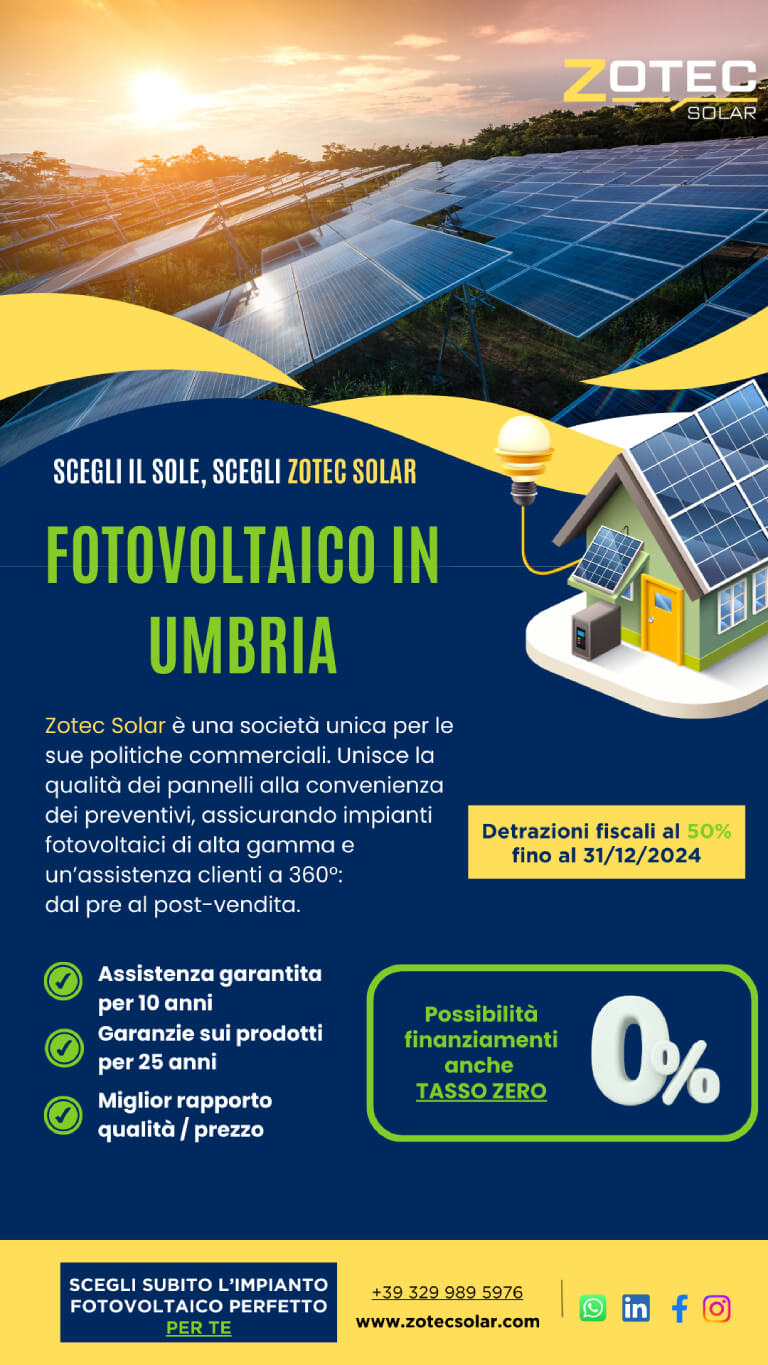 ZOTEC
SOLAR
SCEGLI IL SOLE, SCEGLI ZOTEC SOLAR
FOTOVOLTAICO IN
UMBRIA
Zotec Solar è una società unica per le
sue politiche commerciali. Unisce la
qualità dei pannelli alla convenienza
dei preventivi, assicurando impianti
fotovoltaici di alta gamma e
un'assistenza clienti a 360°:
dal pre al post-vendita.
Detrazioni fiscali al 50%
fino al 31/12/2024
Assistenza garantita
per 10 anni
Garanzie sui prodotti
per 25 anni
Miglior rapporto
qualità / prezzo
Possibilità
finanziamenti
anche
TASSO ZERO
0%
SCEGLI SUBITO L'IMPIANTO
FOTOVOLTAICO PERFETTO
PER TE
+39 329 989 5976
www.zotecsolar.com
in
f